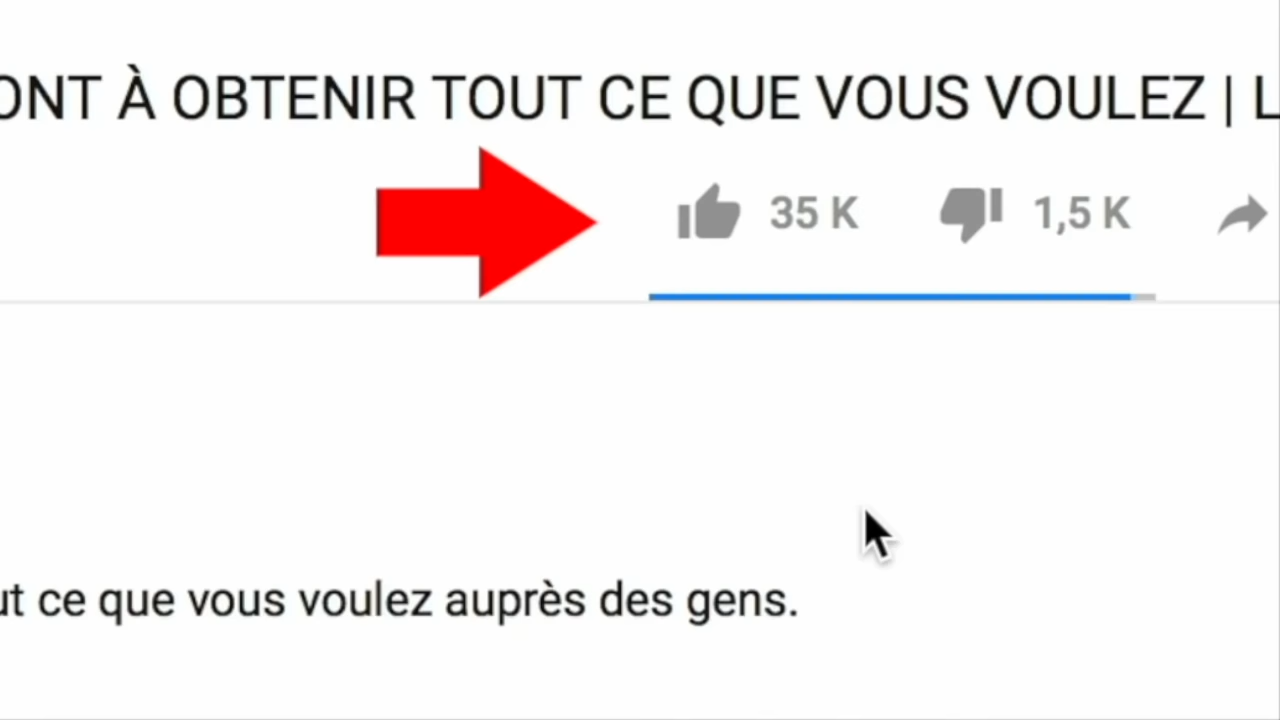 ONT À OBTENIR TOUT CE QUE VOUS VOULEZ | L
35 K 1,5 K
ut ce que vous voulez auprès des gens.